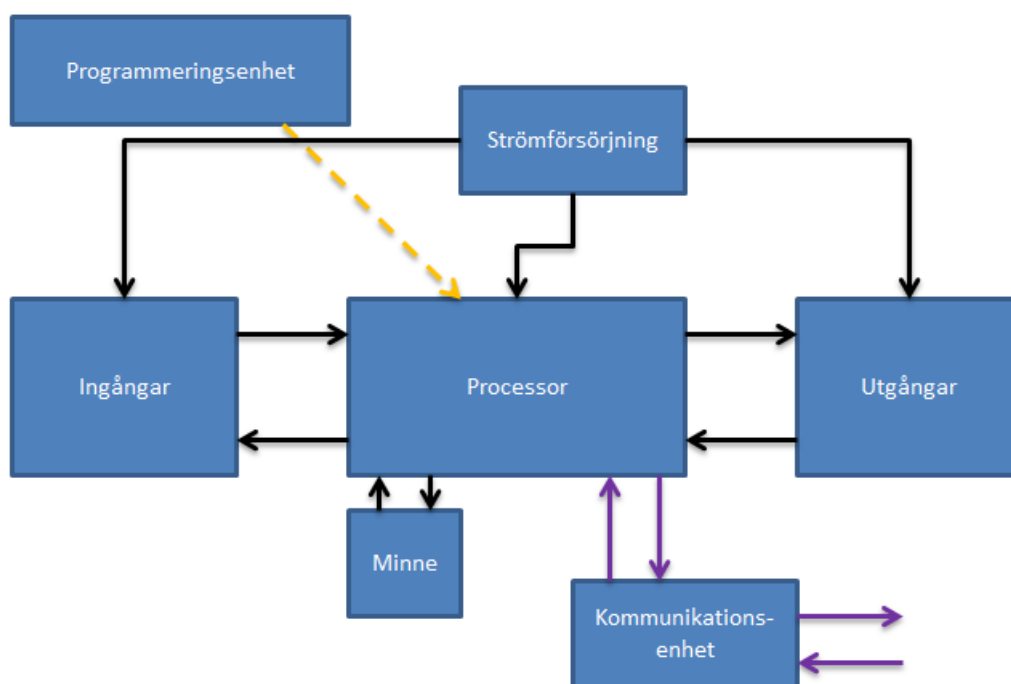 Programmeringsenhet
Strömförsörjning
Ingångar
Processor
Utgångar
Minne
Kommunikations-
enhet